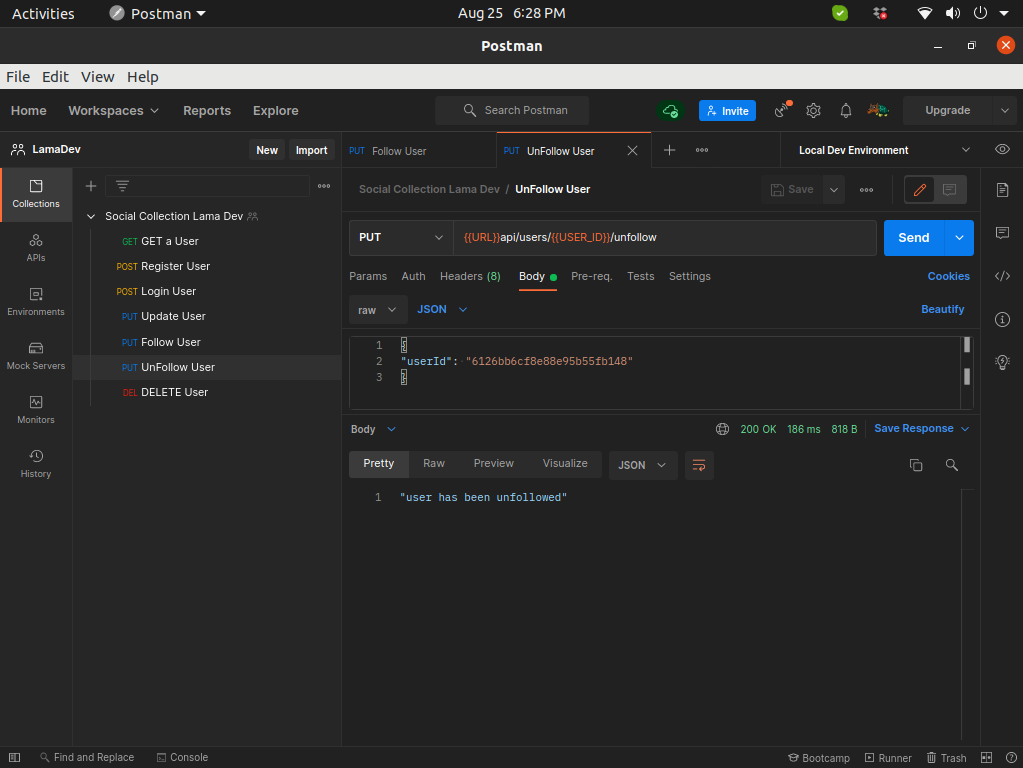 Activities Postman Aug 25 6:28 PM
Postman
File Edit View Help
Home Workspaces Reports Explore Search Postman Invite Upgrade
LamaDev New Import
PUT Follow User PUT UnFollow User Local Dev Environment
Collections
APIs
Environments
Mock Servers
Monitors
History
Social Collection Lama Dev
GET GET a User
POST Register User
POST Login User
PUT Update User
PUT Follow User
PUT UnFollow User
DEL DELETE User
Social Collection Lama Dev / UnFollow User Save
PUT {{URL}}api/users/{{USER_ID}}/unfollow Send
Params Auth Headers (8) Body Pre-req. Tests Settings Cookies
raw JSON Beautify
1 {
2 "userId": "6126bb6cf8e88e95b55fb148"
3 }
Body 200 OK 186 ms 818 B Save Response
Pretty Raw Preview Visualize JSON
1 "user has been unfollowed"
Find and Replace Console Bootcamp Runner Trash